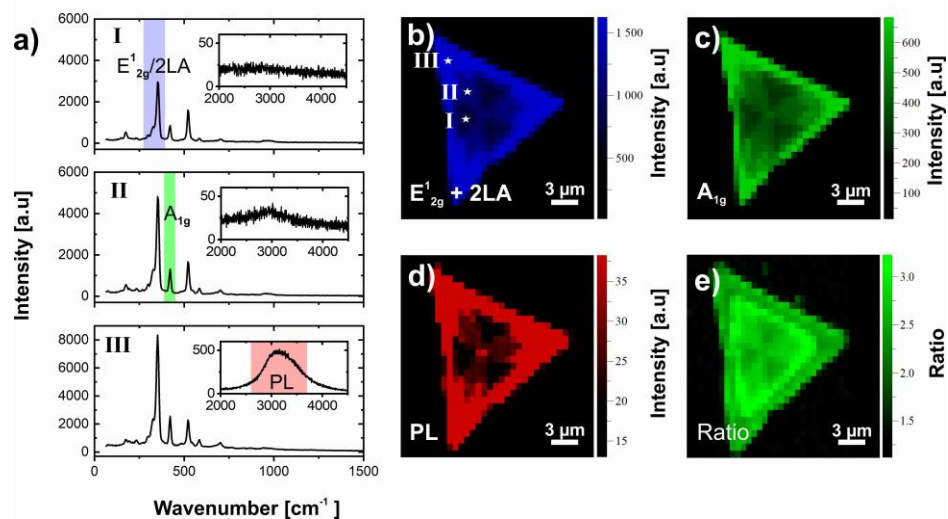 a)
Intensity [a.u]
I
E¹2g/2LA
6000
4000
2000
0
50
0
2000 3000 4000
II
A1g
6000
4000
2000
0
50
0
2000 3000 4000
III
8000
6000
4000
2000
0
500
0
PL
2000 3000 4000
0 500 1000 1500
Wavenumber [cm-1]
b)
III
II
I
E¹2g + 2LA
3 µm
1 500
1 000
500
Intensity [a.u]
c)
A1g
3 µm
600
500
400
300
200
100
Intensity [a.u]
d)
PL
3 µm
35
30
25
20
15
Intensity [a.u]
e)
Ratio
3 µm
3.0
2.5
2.0
1.5
Ratio